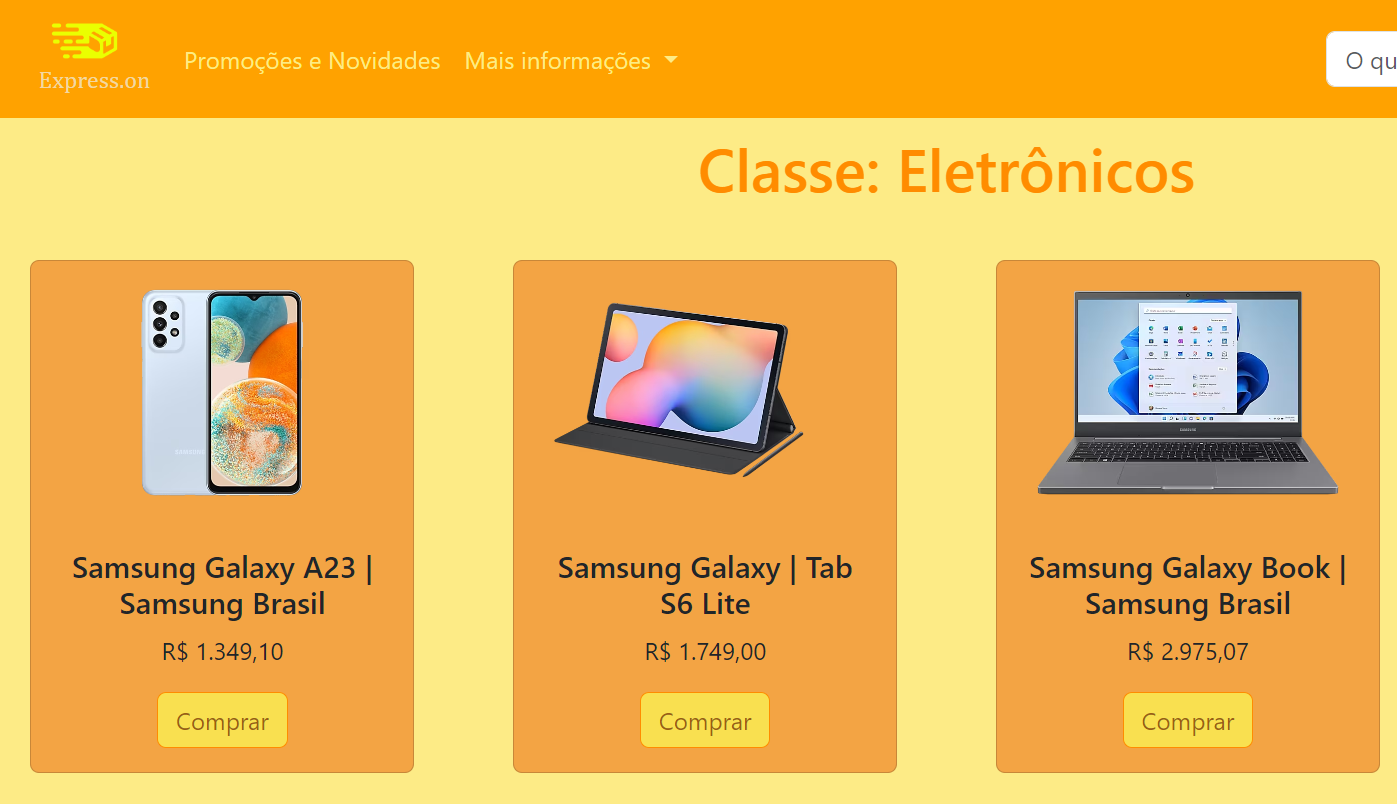 Express.on
Promoções e Novidades
Mais informações
O qu
Classe: Eletrônicos
Samsung Galaxy A23 |
Samsung Brasil
R$ 1.349,10
Comprar
Samsung Galaxy | Tab
S6 Lite
R$ 1.749,00
Comprar
Samsung Galaxy Book |
Samsung Brasil
R$ 2.975,07
Comprar